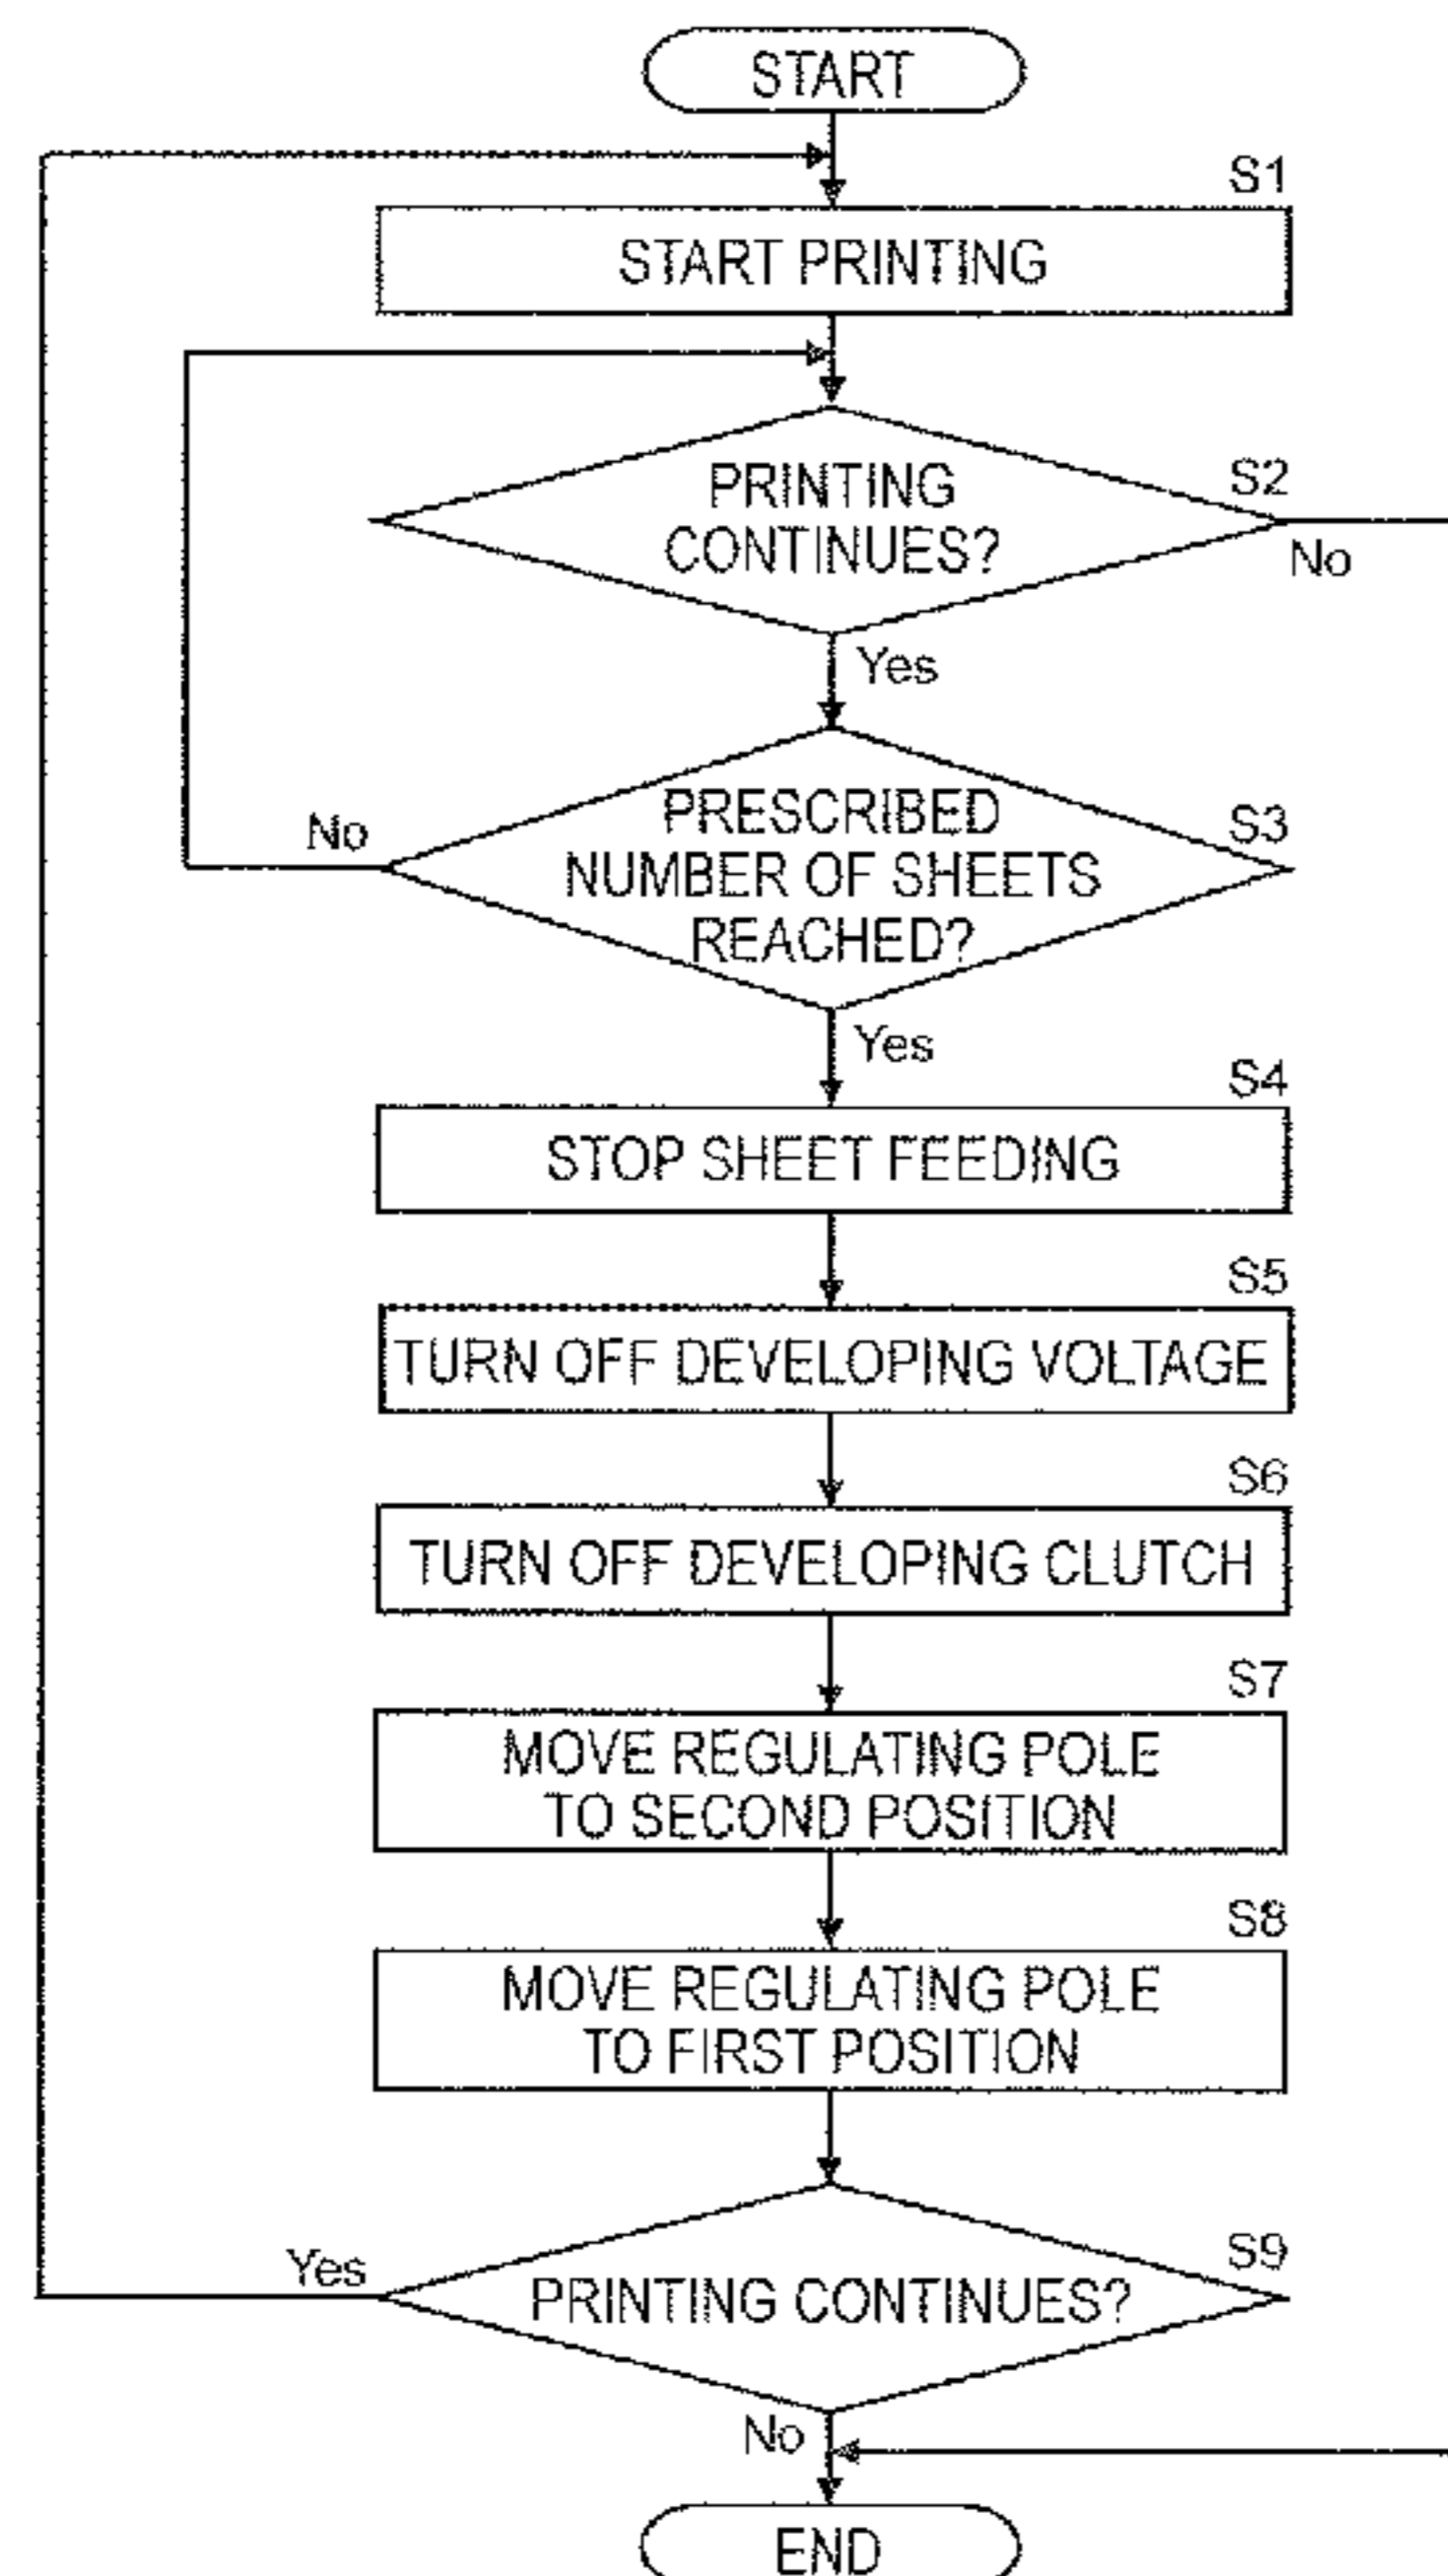 START
S1
START PRINTING
S2
PRINTING
CONTINUES?
No
Yes
S3
PRESCRIBED
NUMBER OF SHEETS
REACHED?
No
Yes
S4
STOP SHEET FEEDING
S5
TURN OFF DEVELOPING VOLTAGE
S6
TURN OFF DEVELOPING CLUTCH
S7
MOVE REGULATING POLE
TO SECOND POSITION
S8
MOVE REGULATING POLE
TO FIRST POSITION
S9
Yes
PRINTING CONTINUES?
No
END